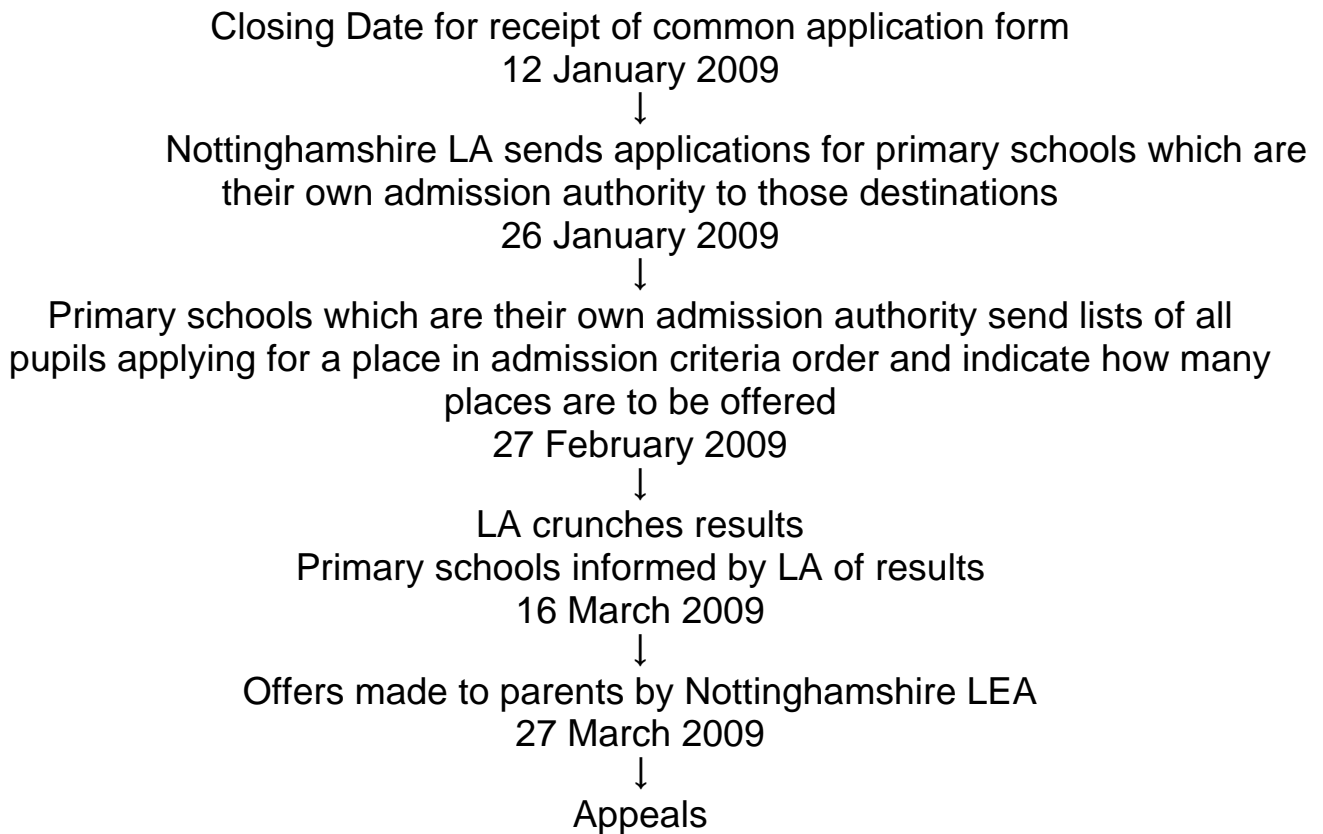 Closing Date for receipt of common application form
12 January 2009
↓
Nottinghamshire LA sends applications for primary schools which are
their own admission authority to those destinations
26 January 2009
↓
Primary schools which are their own admission authority send lists of all
pupils applying for a place in admission criteria order and indicate how many
places are to be offered
27 February 2009
↓
LA crunches results
Primary schools informed by LA of results
16 March 2009
↓
Offers made to parents by Nottinghamshire LEA
27 March 2009
↓
Appeals